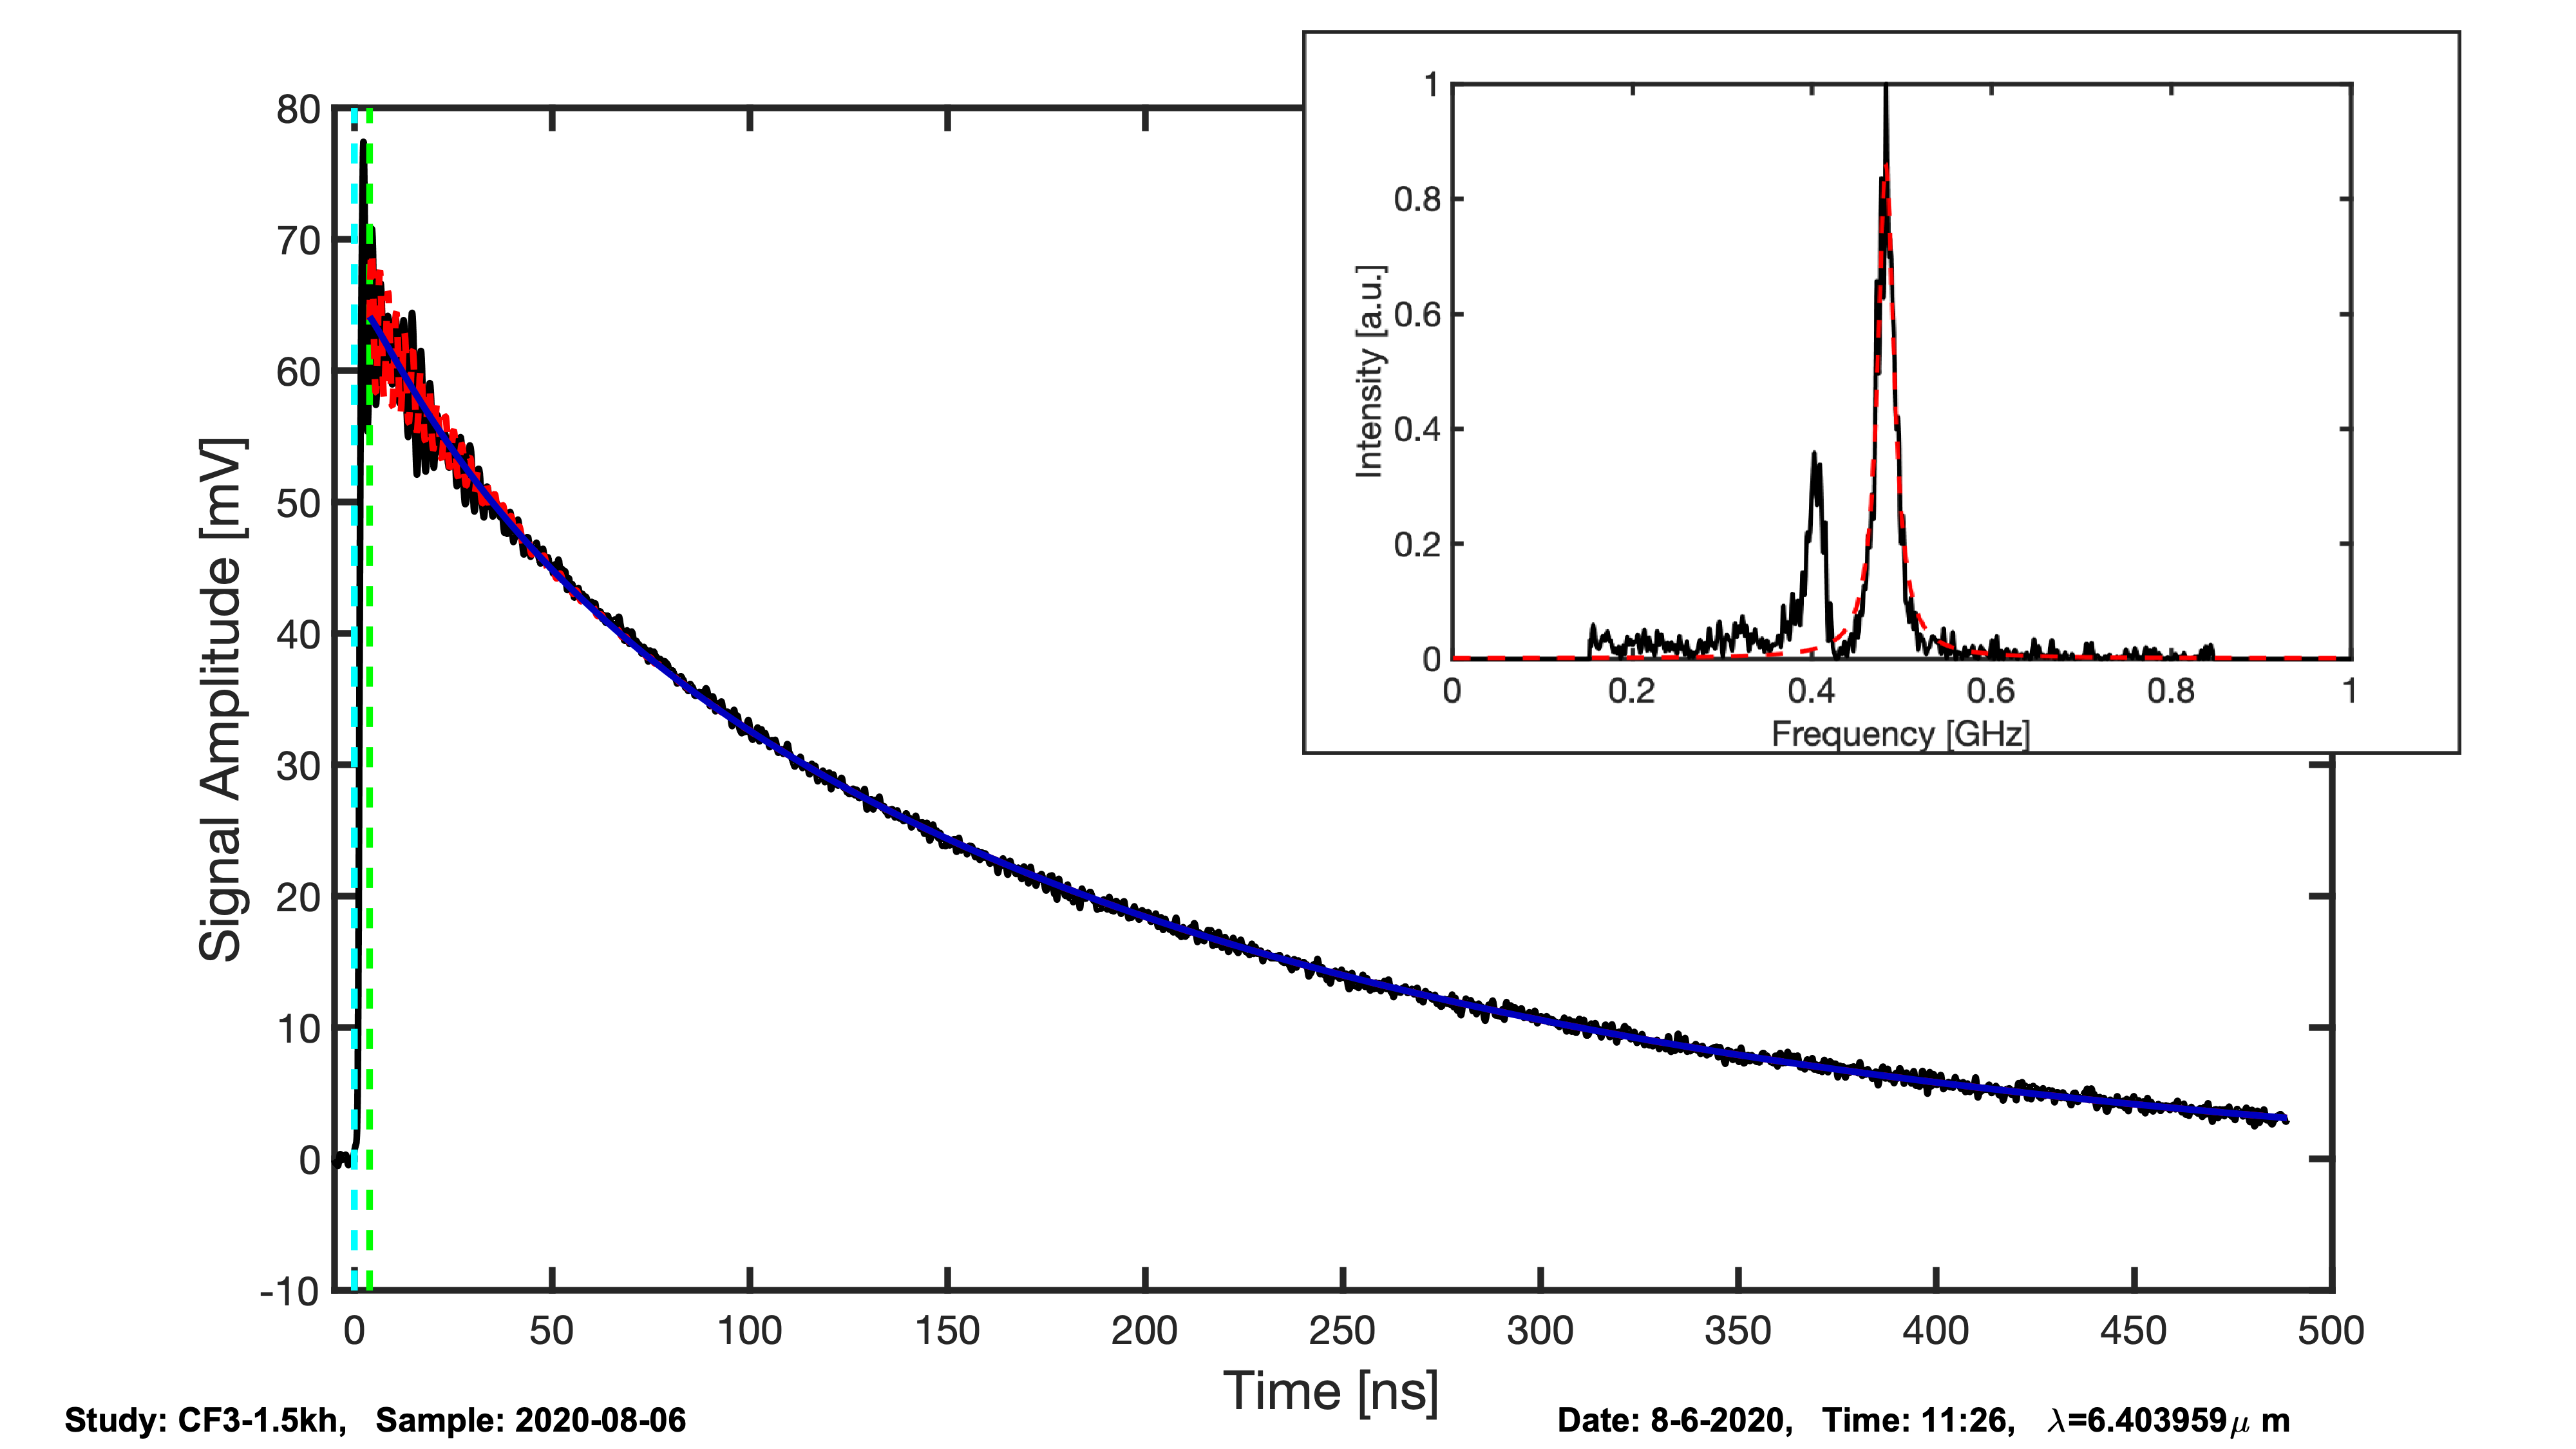 80
70
60
50
40
30
20
10
0
-10
Signal Amplitude [mV]
0 50 100 150 200 250 300 350 400 450 500
Time [ns]
1
0.8
0.6
0.4
0.2
0
Intensity [a.u.]
0 0.2 0.4 0.6 0.8 1
Frequency [GHz]
Study: CF3-1.5kh, Sample: 2020-08-06
Date: 8-6-2020, Time: 11:26, λ=6.403959μ m